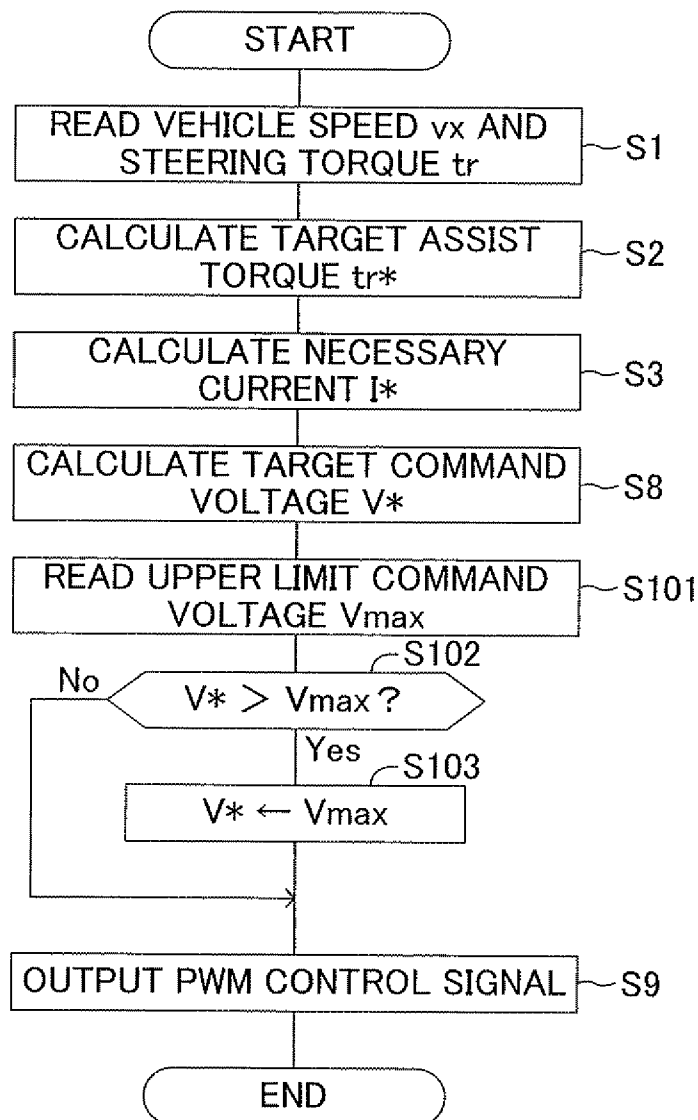 START
READ VEHICLE SPEED vx AND
STEERING TORQUE tr
S1
CALCULATE TARGET ASSIST
TORQUE tr*
S2
CALCULATE NECESSARY
CURRENT I*
S3
CALCULATE TARGET COMMAND
VOLTAGE V*
S8
READ UPPER LIMIT COMMAND
VOLTAGE Vmax
S101
S102
No
V* > Vmax?
Yes
S103
V* ← Vmax
OUTPUT PWM CONTROL SIGNAL
S9
END